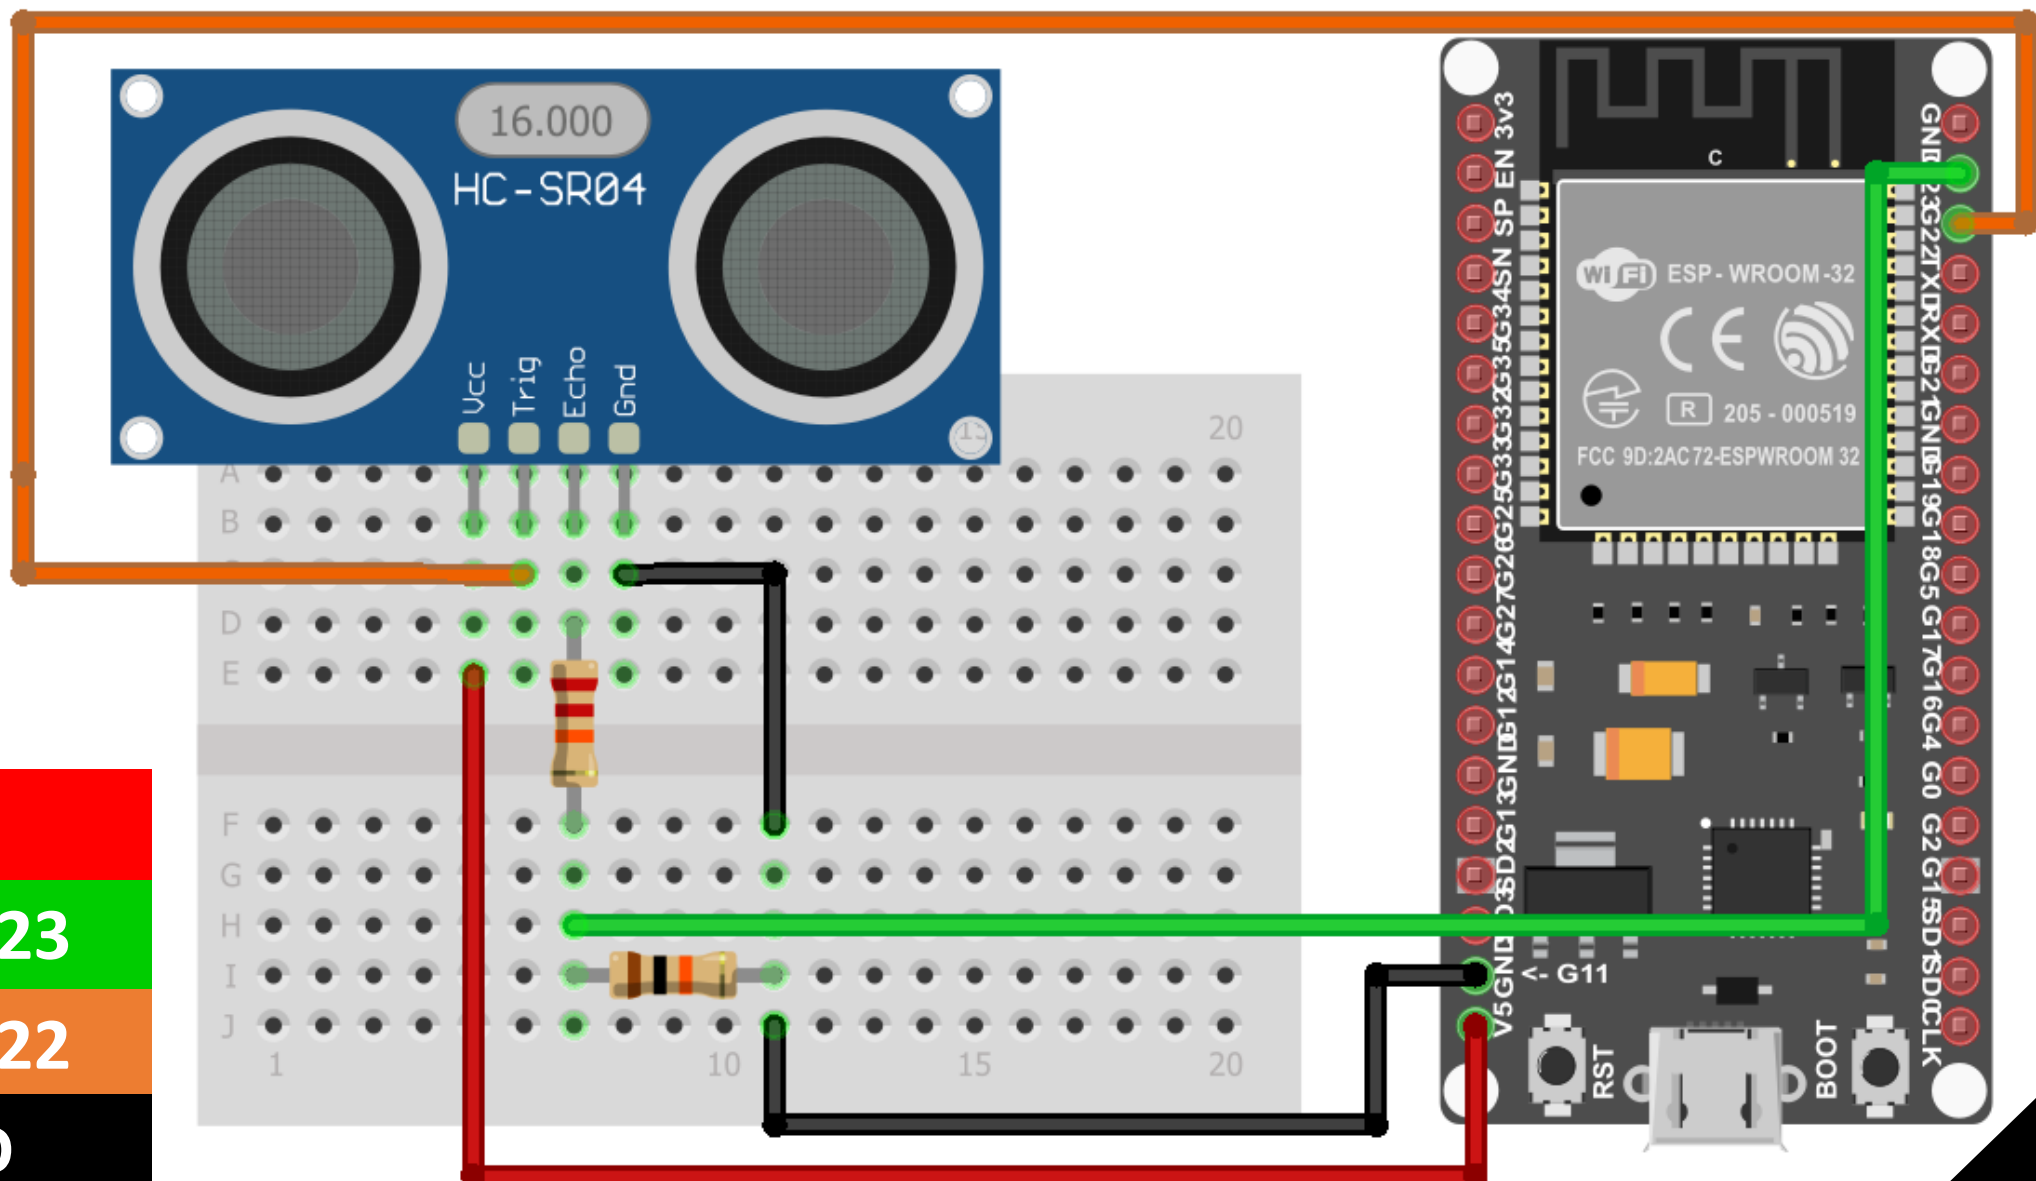 16.000
HC-SR04
Vcc
Trig
Echo
Gnd
15
20
A
B
D
E
F
G
H
I
J
1
10
15
20
23
22
3v3
EN
SP
SN
G34
G35
G32
G33
G25
G26
G27
G14
G12
GND
G13
SD2
GND
V5
C
WiFi ESP-WROOM-32
CE
R 205-000519
FCC 9D:2AC72-ESPWROOM 32
<- G11
RST
BOOT
GND
G22
TXD
RXD
G21
GND
G19
G18
G5
G17
G16
G4
G0
G2
G15
SD1
SD0
CLK